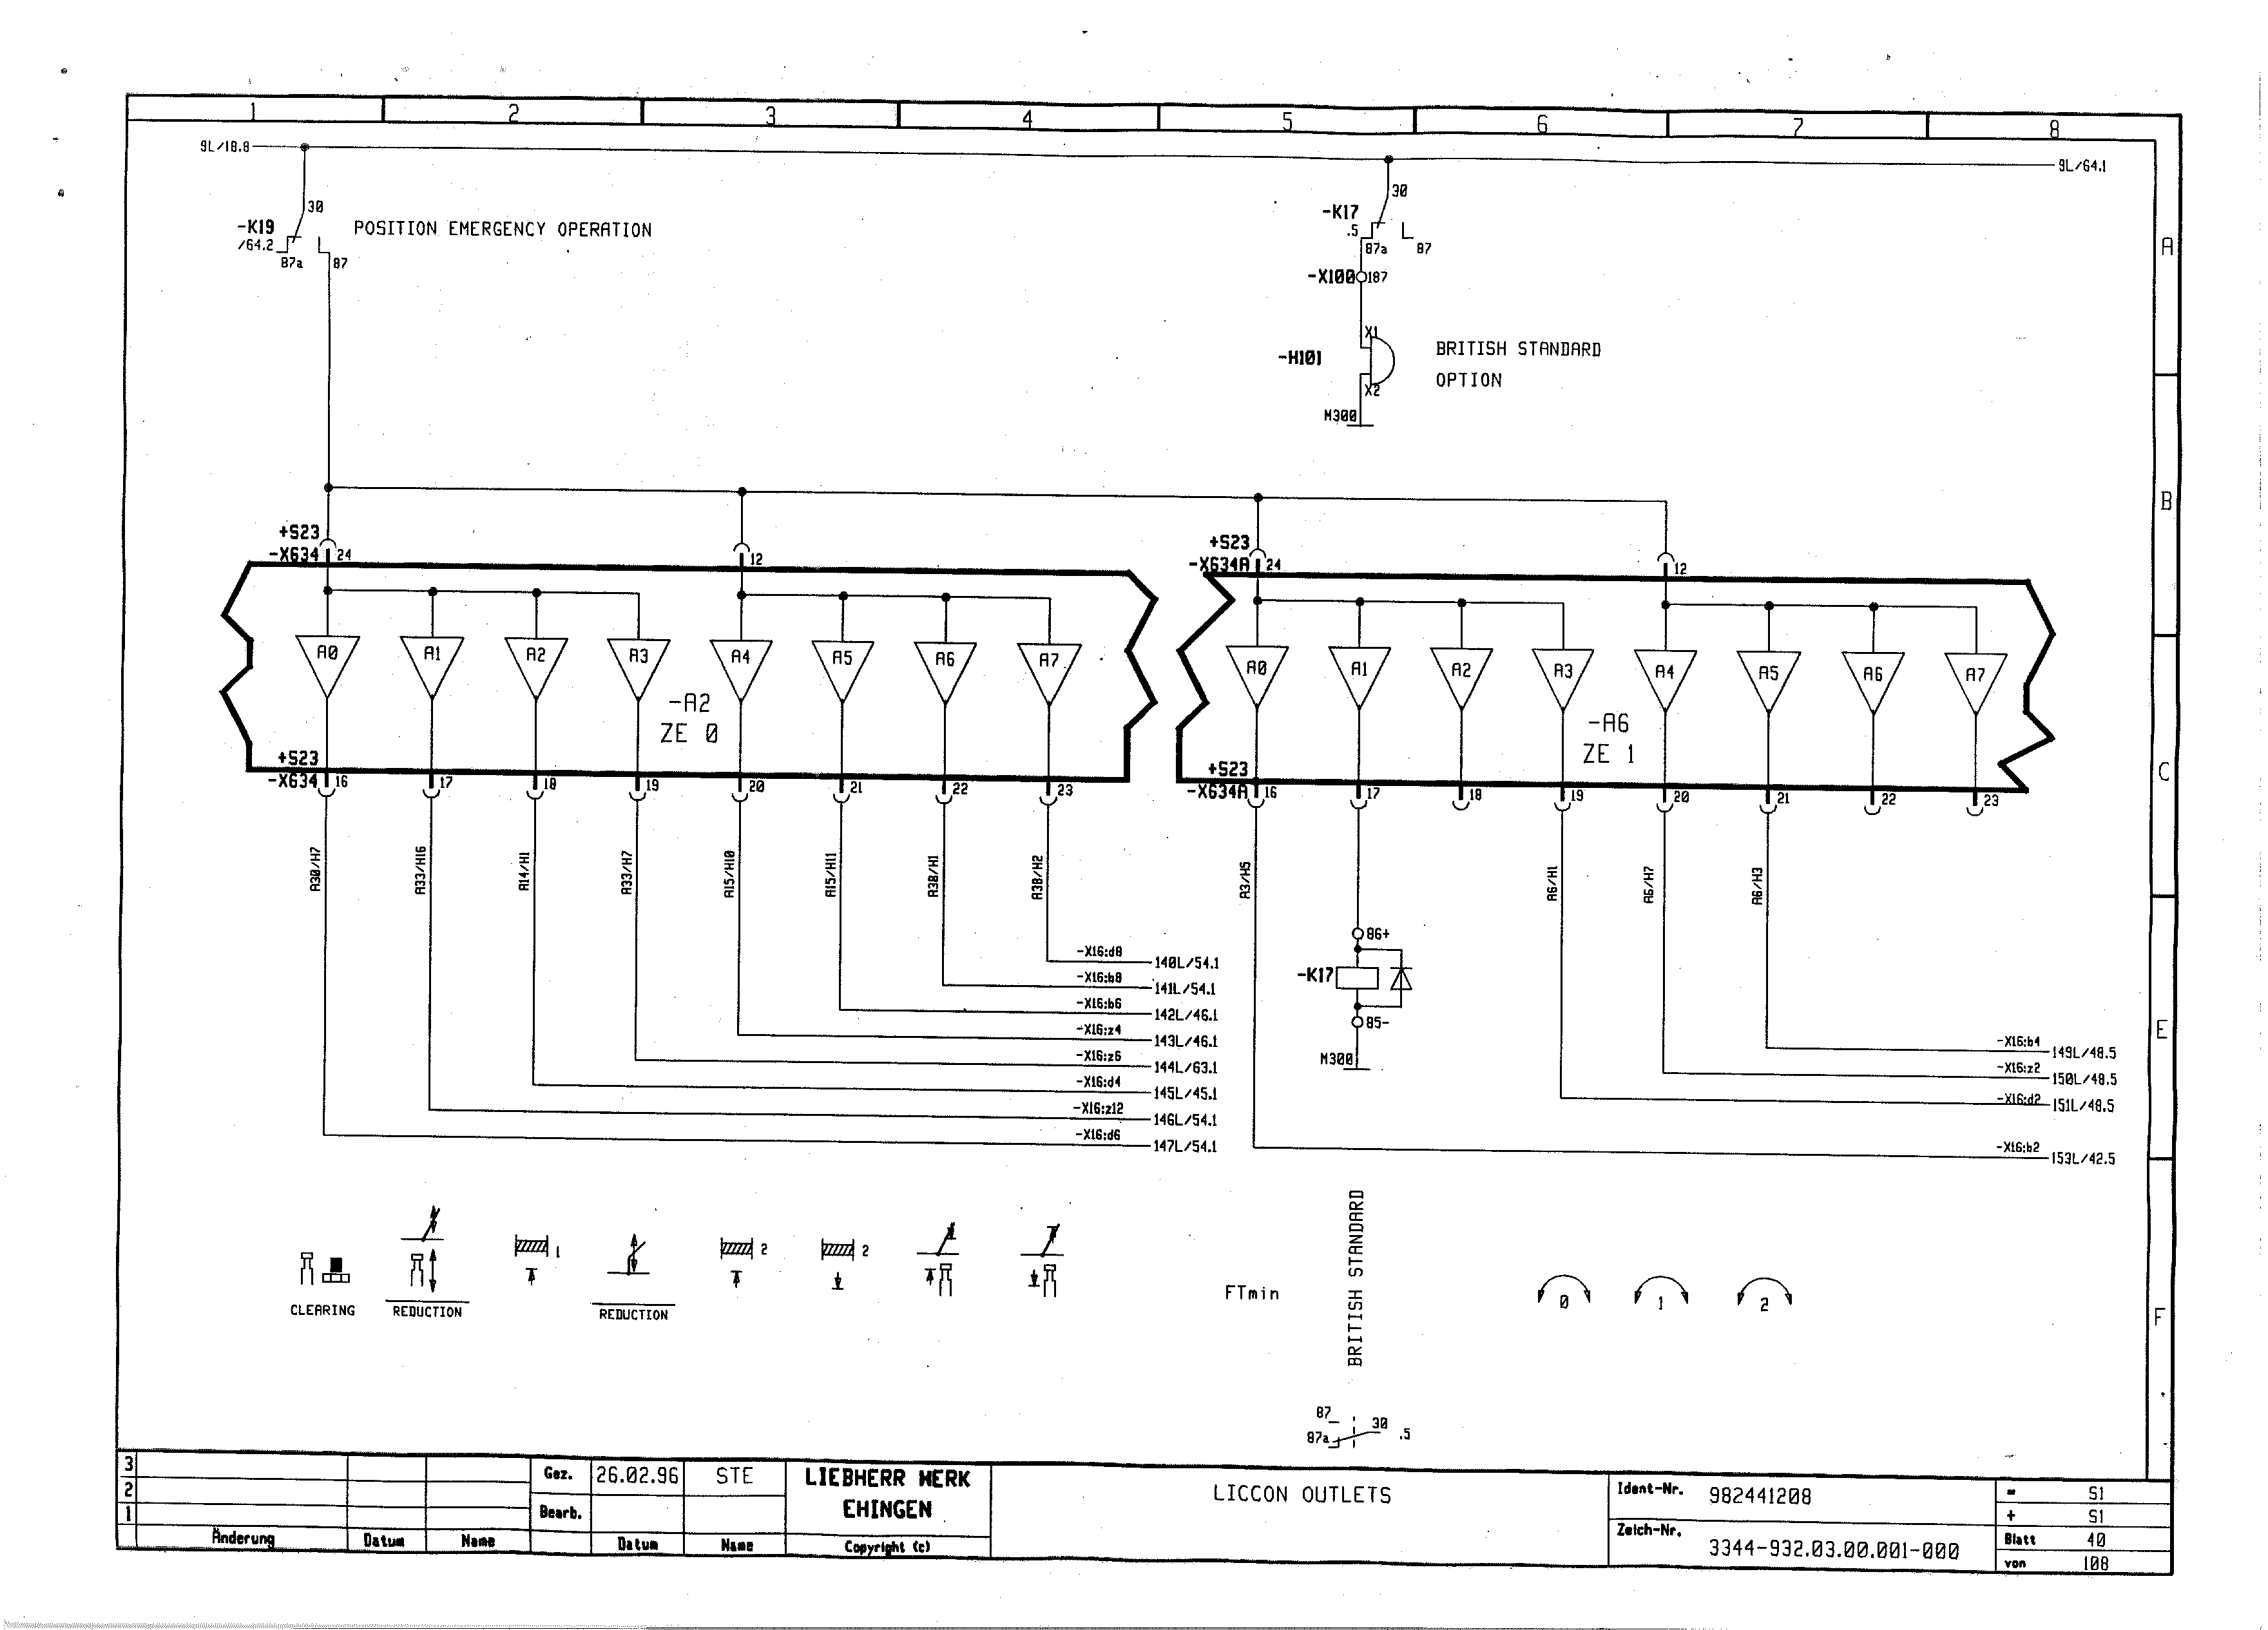 1 2 3 4 5 6 7 8
9L/18.8
9L/64.1
30
-K19
/64.2
87a
87
POSITION EMERGENCY OPERATION
30
-K17
.5
87a
87
-X100
187
X1
-H101
X2
M300
BRITISH STANDARD
OPTION
A
B
C
E
F
+S23
-X634
24
12
+S23
-X634A
24
12
A0 A1 A2 A3 A4 A5 A6 A7
-A2
ZE 0
A0 A1 A2 A3 A4 A5 A6 A7
-A6
ZE 1
+S23
-X634
16 17 18 19 20 21 22 23
+S23
-X634A
16 17 18 19 20 21 22 23
A30/H7
A33/H16
A14/H1
A33/H7
A15/H10
A15/H11
A38/H1
A38/H2
A3/H5
A6/H1
A6/H7
A6/H3
-X16:d8
140L/54.1
-X16:b8
141L/54.1
-X16:b6
142L/46.1
-X16:z4
143L/46.1
-X16:z6
144L/63.1
-X16:d4
145L/45.1
-X16:z12
146L/54.1
-X16:d6
147L/54.1
86+
-K17
85-
M300
-X16:b4
149L/48.5
-X16:z2
150L/48.5
-X16:d2
151L/48.5
-X16:b2
153L/42.5
CLEARING
REDUCTION
1
REDUCTION
2
2
FTmin
BRITISH STANDARD
0
1
2
87
87a
30
.5
3
2
1
Änderung
Datum
Name
Gez.
26.02.96
STE
Bearb.
Datum
Name
LIEBHERR WERK
EHINGEN
Copyright (c)
LICCON OUTLETS
Ident-Nr.
982441208
Zeich-Nr.
3344-932.03.00.001-000
= S1
+ S1
Blatt 40
von 108